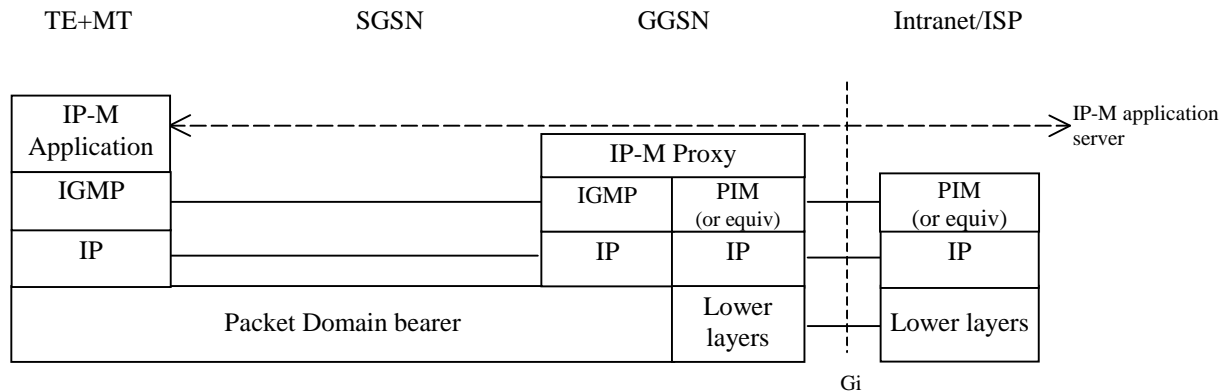 TE+MT SGSN GGSN Intranet/ISP
IP-M
Application
IP-M application
server
IP-M Proxy
IGMP IGMP PIM
(or equiv)
PIM
(or equiv)
IP IP IP IP
Packet Domain bearer
Lower
layers
Lower layers
Gi